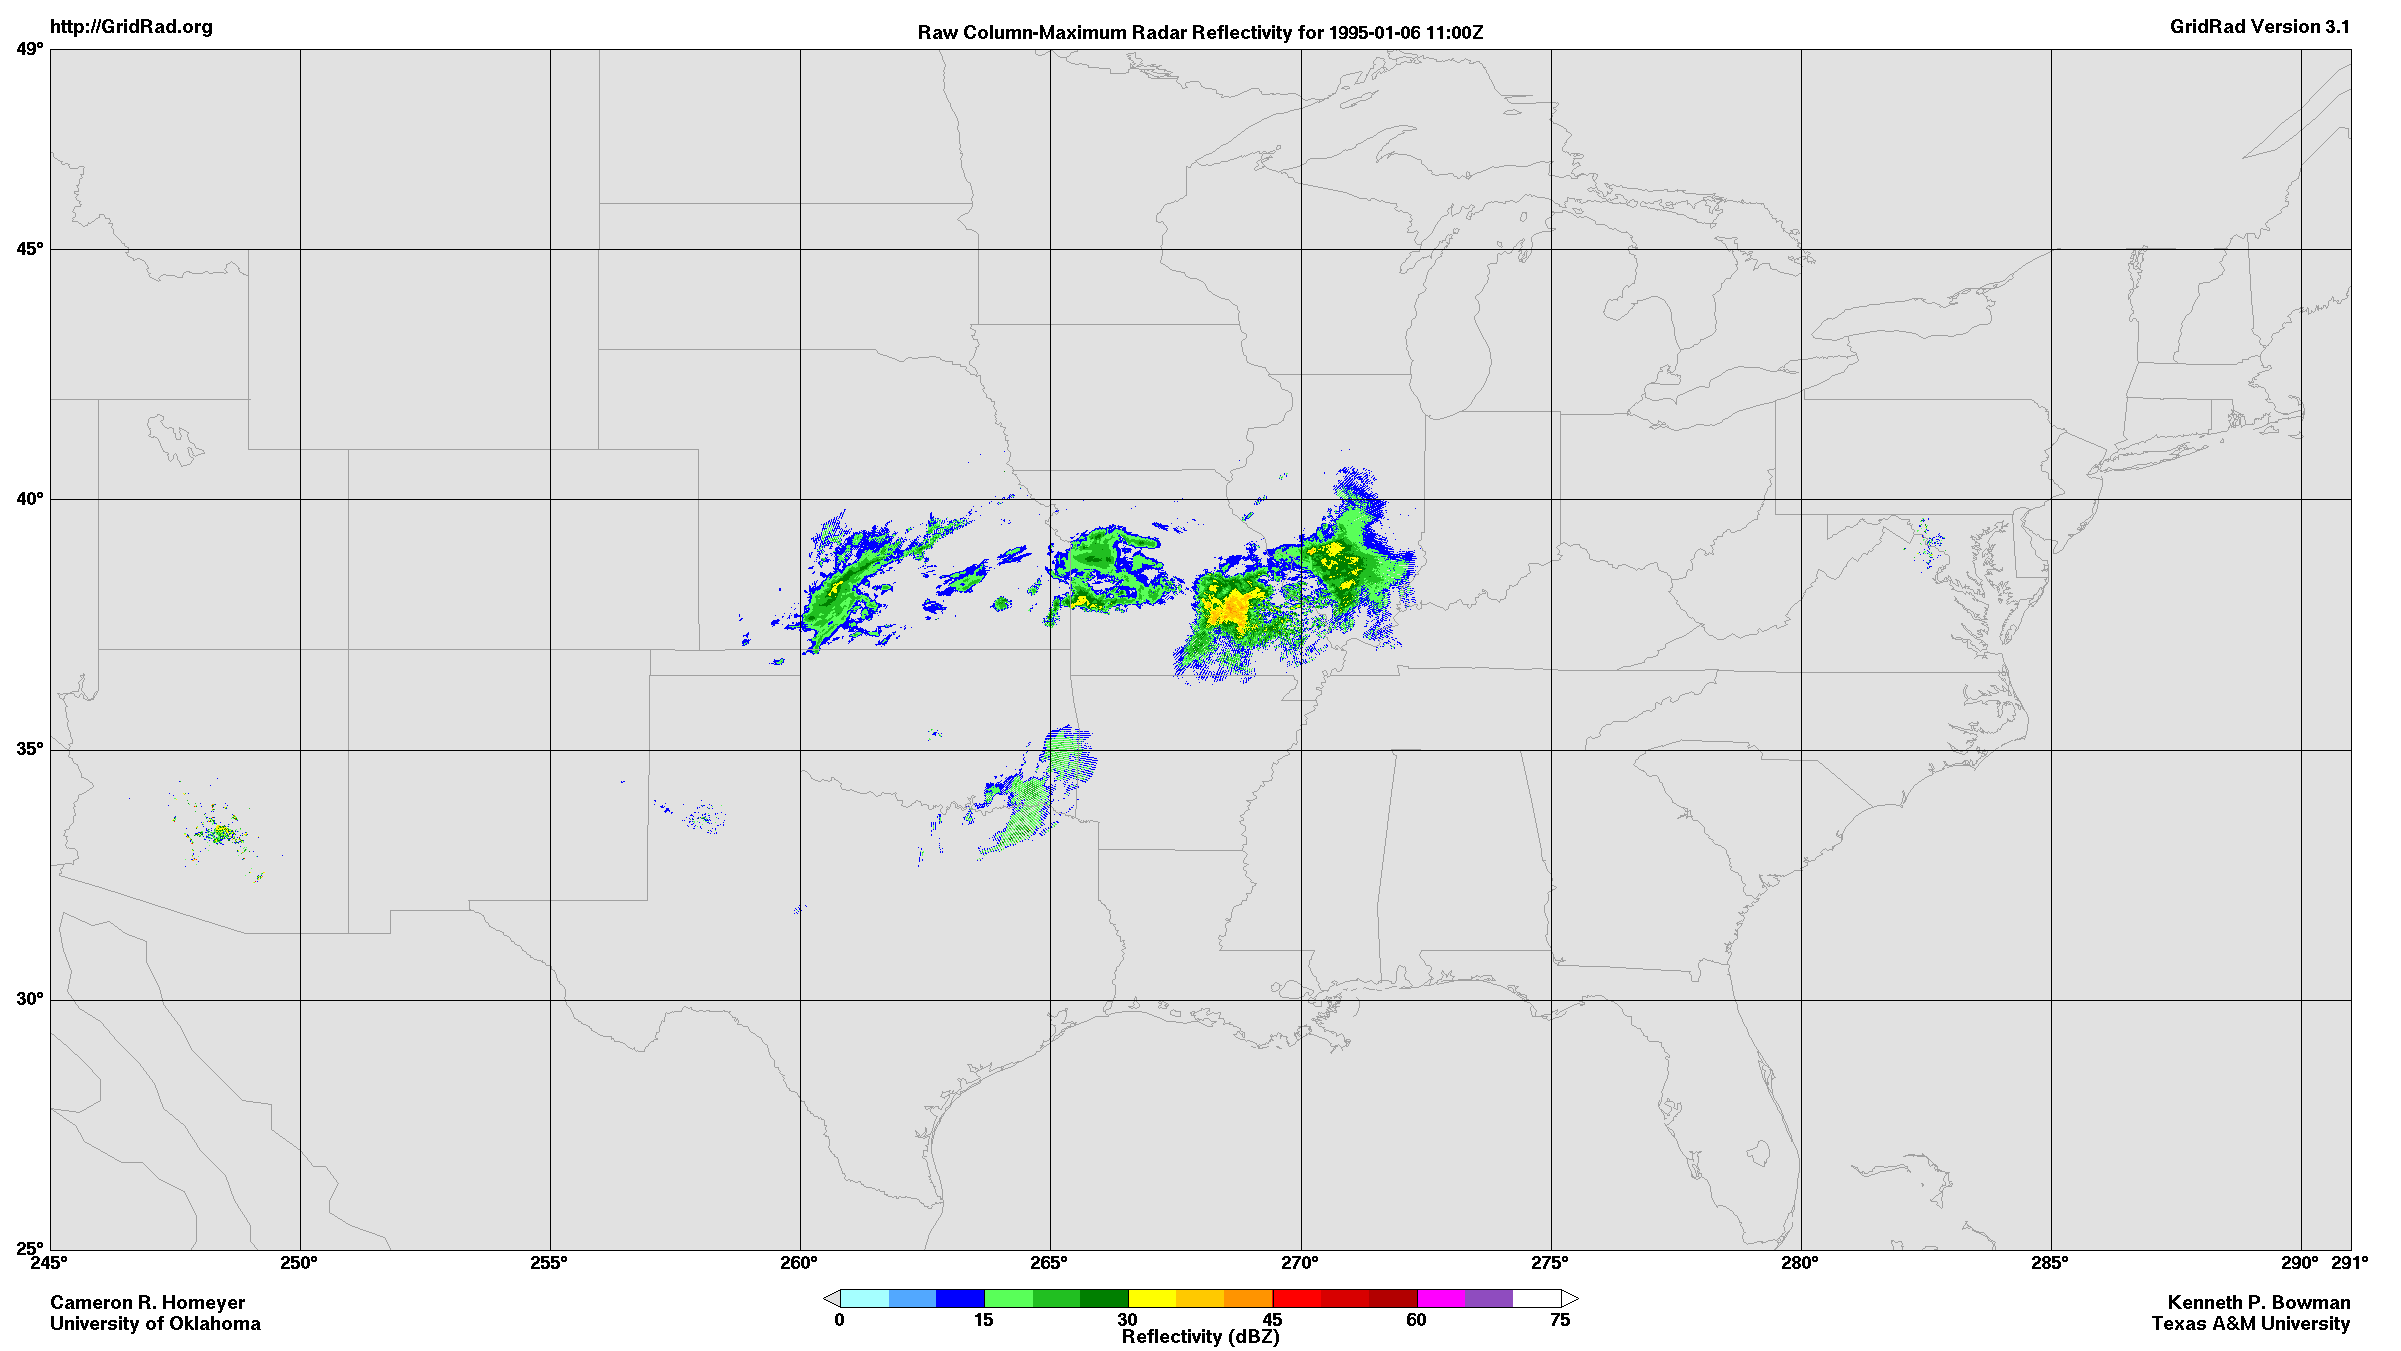 http://GridRad.org
Raw Column-Maximum Radar Reflectivity for 1995-01-06 11:00Z
GridRad Version 3.1
49°
45°
40°
35°
30°
25°
245° 250° 255° 260° 265° 270° 275° 280° 285° 290° 291°
0 15 30 45 60 75
Reflectivity (dBZ)
Cameron R. Homeyer
University of Oklahoma
Kenneth P. Bowman
Texas A&M University